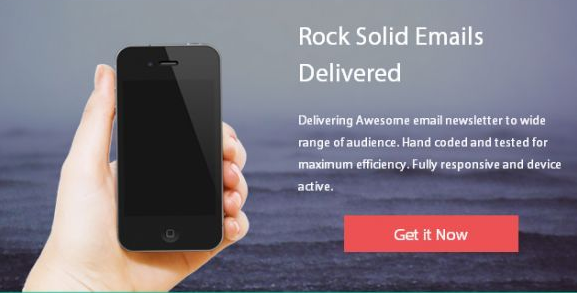 Rock Solid Emails
Delivered
Delivering Awesome email newsletter to wide
range of audience. Hand coded and tested for
maximum efficiency. Fully responsive and device
active.
Get it Now